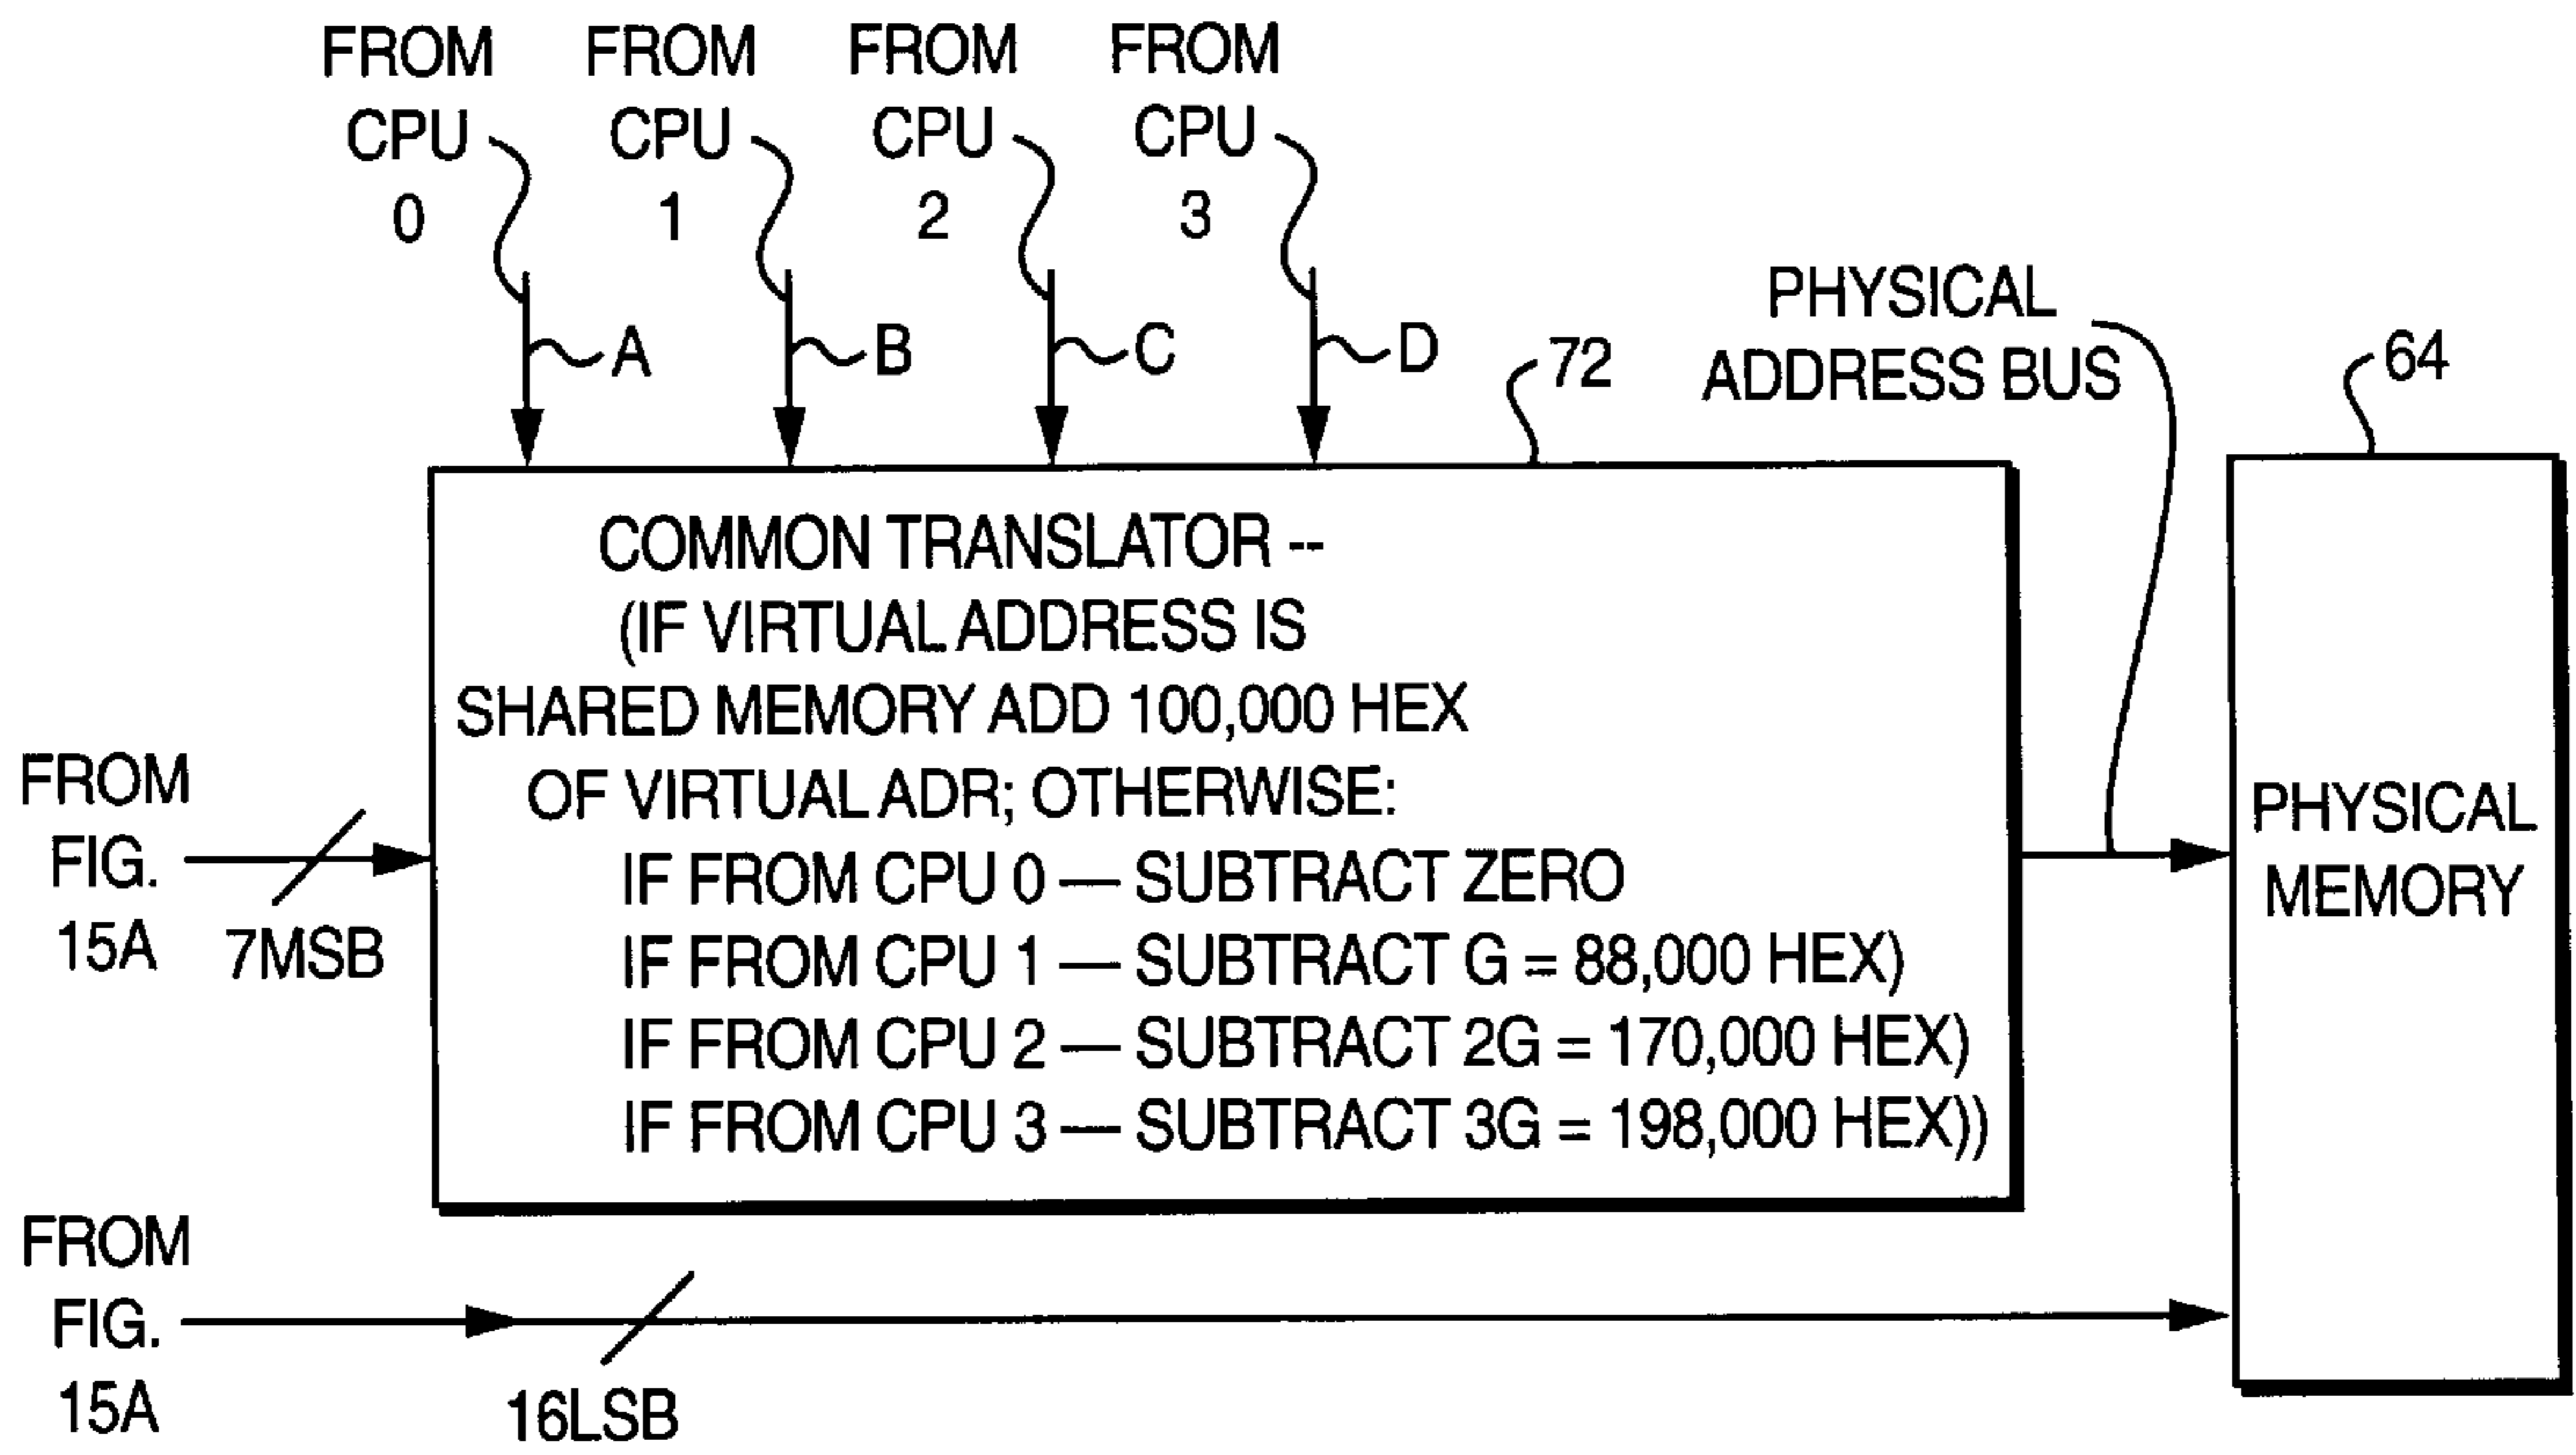 FROM
CPU
0
FROM
CPU
1
FROM
CPU
2
FROM
CPU
3
A
B
C
D
72
PHYSICAL
ADDRESS BUS
64
COMMON TRANSLATOR --
(IF VIRTUAL ADDRESS IS
SHARED MEMORY ADD 100,000 HEX
OF VIRTUAL ADR; OTHERWISE:
IF FROM CPU 0 — SUBTRACT ZERO
IF FROM CPU 1 — SUBTRACT G = 88,000 HEX)
IF FROM CPU 2 — SUBTRACT 2G = 170,000 HEX)
IF FROM CPU 3 — SUBTRACT 3G = 198,000 HEX))
FROM
FIG.
15A
7MSB
PHYSICAL
MEMORY
FROM
FIG.
15A
16LSB